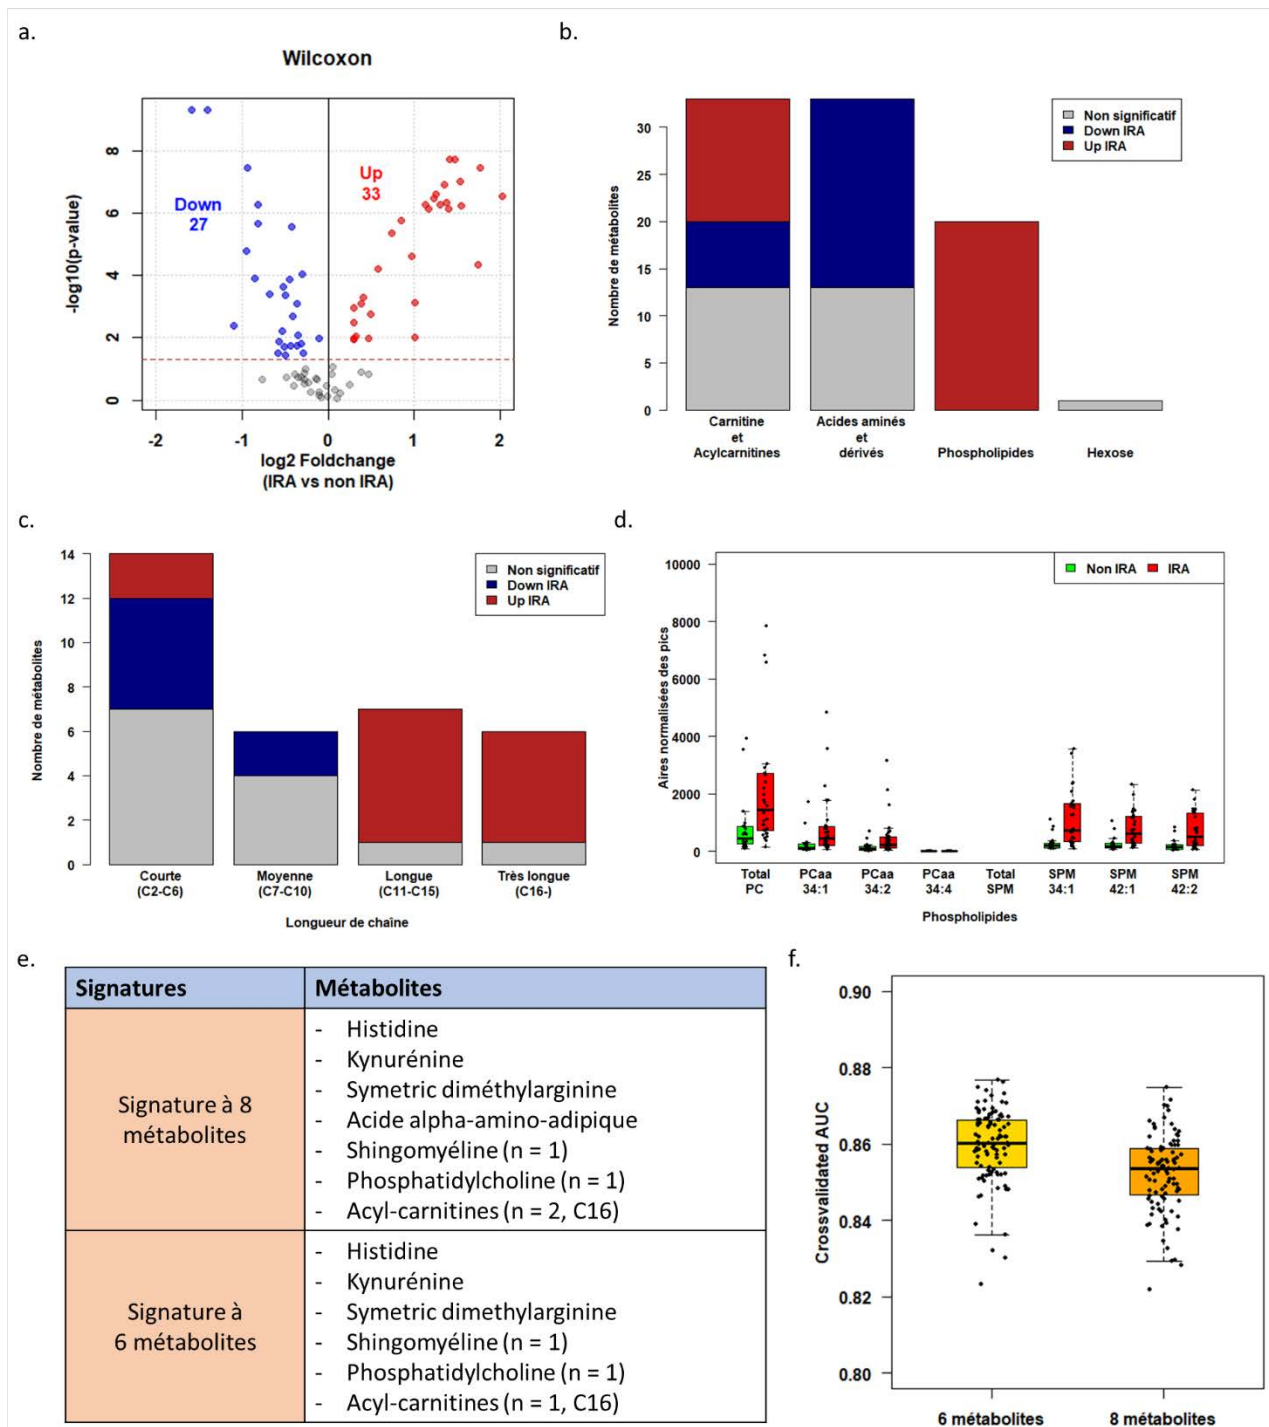 a.
Wilcoxon
Down
27
Up
33
-log10(p-value)
8
6
4
2
0
-2
-1
0
1
2
log2 Foldchange
(IRA vs non IRA)
b.
Nombre de métabolites
30
25
20
15
10
5
0
Non significatif
Down IRA
Up IRA
Carnitine
et
Acylcarnitines
Acides aminés
et
dérivés
Phospholipides
Hexose
c.
Nombre de métabolites
14
12
10
8
6
4
2
0
Non significatif
Down IRA
Up IRA
Courte
(C2-C6)
Moyenne
(C7-C10)
Longue
(C11-C15)
Très longue
(C16-)
Longueur de chaîne
d.
Aires normalisées des pics
10000
8000
6000
4000
2000
0
Non IRA
IRA
Total
PC
PCaa
34:1
PCaa
34:2
PCaa
34:4
Total
SPM
SPM
34:1
SPM
42:1
SPM
42:2
Phospholipides
e.
Signatures
Métabolites
Signature à 8
métabolites
- Histidine
- Kynurénine
- Symetric diméthylarginine
- Acide alpha-amino-adipique
- Shingomyéline (n = 1)
- Phosphatidylcholine (n = 1)
- Acyl-carnitines (n = 2, C16)
Signature à
6 métabolites
- Histidine
- Kynurénine
- Symetric dimethylarginine
- Shingomyéline (n = 1)
- Phosphatidylcholine (n = 1)
- Acyl-carnitines (n = 1, C16)
f.
Crossvalidated AUC
0.90
0.88
0.86
0.84
0.82
0.80
6 métabolites
8 métabolites